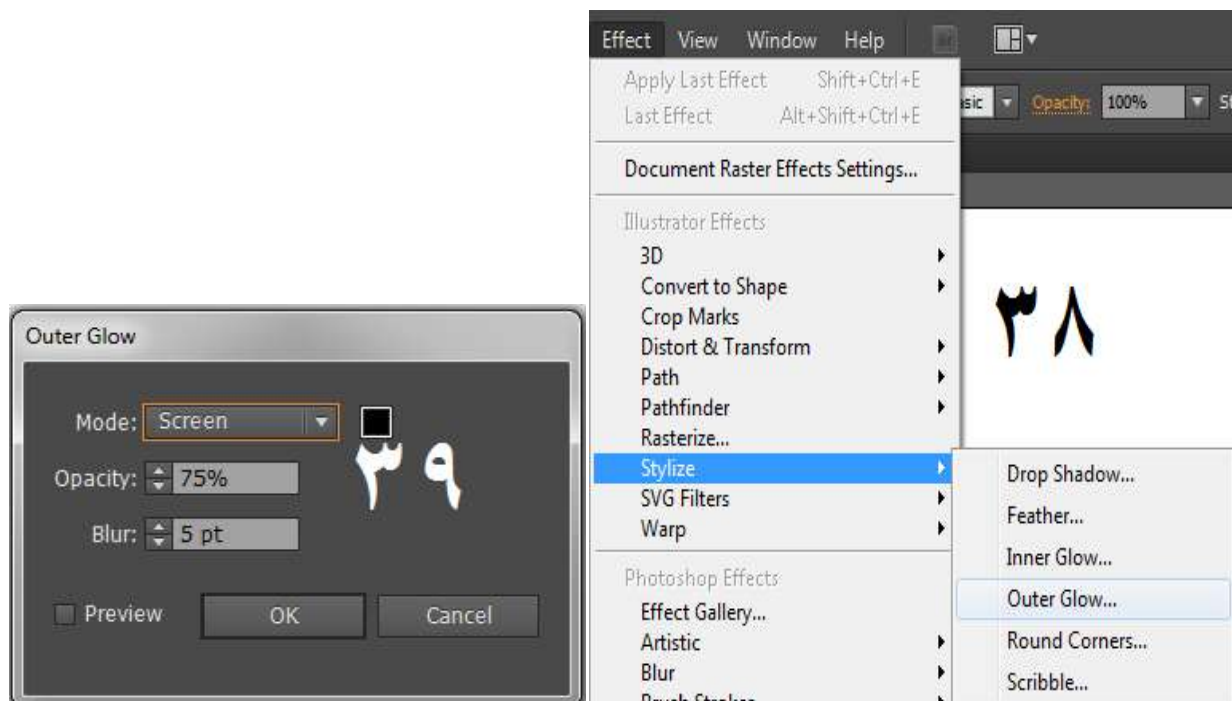 Effect View Window Help
Apply Last Effect Shift+Ctrl+E
Last Effect Alt+Shift+Ctrl+E
Opacity: 100%
Document Raster Effects Settings...
Illustrator Effects
3D
Convert to Shape
Crop Marks
Distort & Transform
Path
Pathfinder
Rasterize...
Stylize
SVG Filters
Warp
Photoshop Effects
Effect Gallery...
Artistic
Blur
٣٨
Drop Shadow...
Feather...
Inner Glow...
Outer Glow...
Round Corners...
Scribble...
Outer Glow
Mode: Screen
Opacity: 75%
Blur: 5 pt
٣٩
Preview OK Cancel